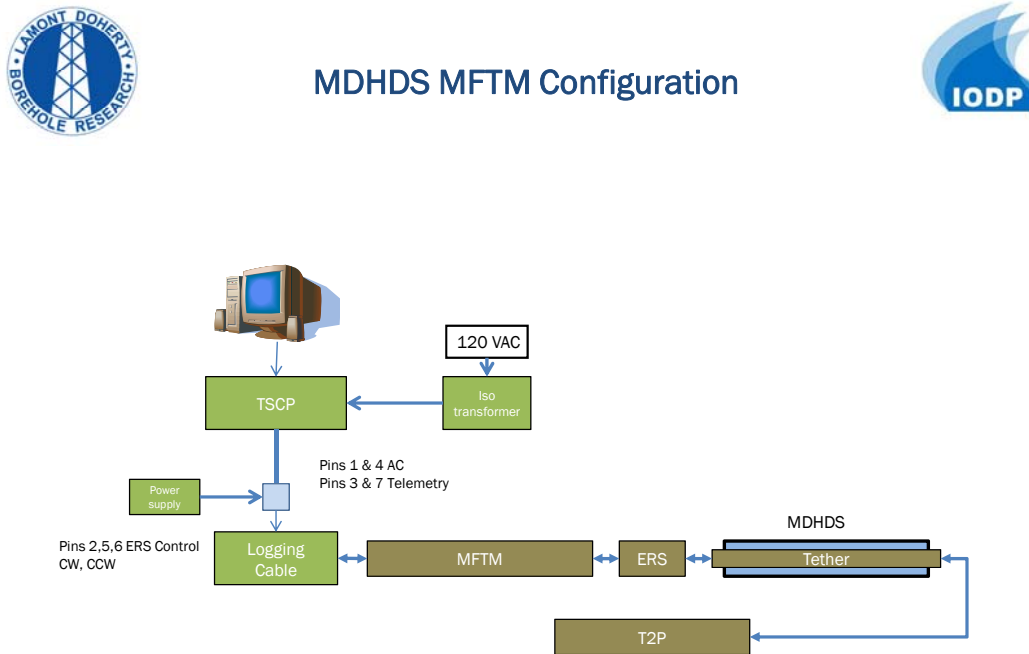 LAMONT DOHERTY
BOREHOLE RESEARCH
MDHDS MFTM Configuration
IODP
120 VAC
TSCP
Iso
transformer
Pins 1 & 4 AC
Pins 3 & 7 Telemetry
Power
supply
Pins 2,5,6 ERS Control
CW, CCW
Logging
Cable
MFTM
ERS
MDHDS
Tether
T2P